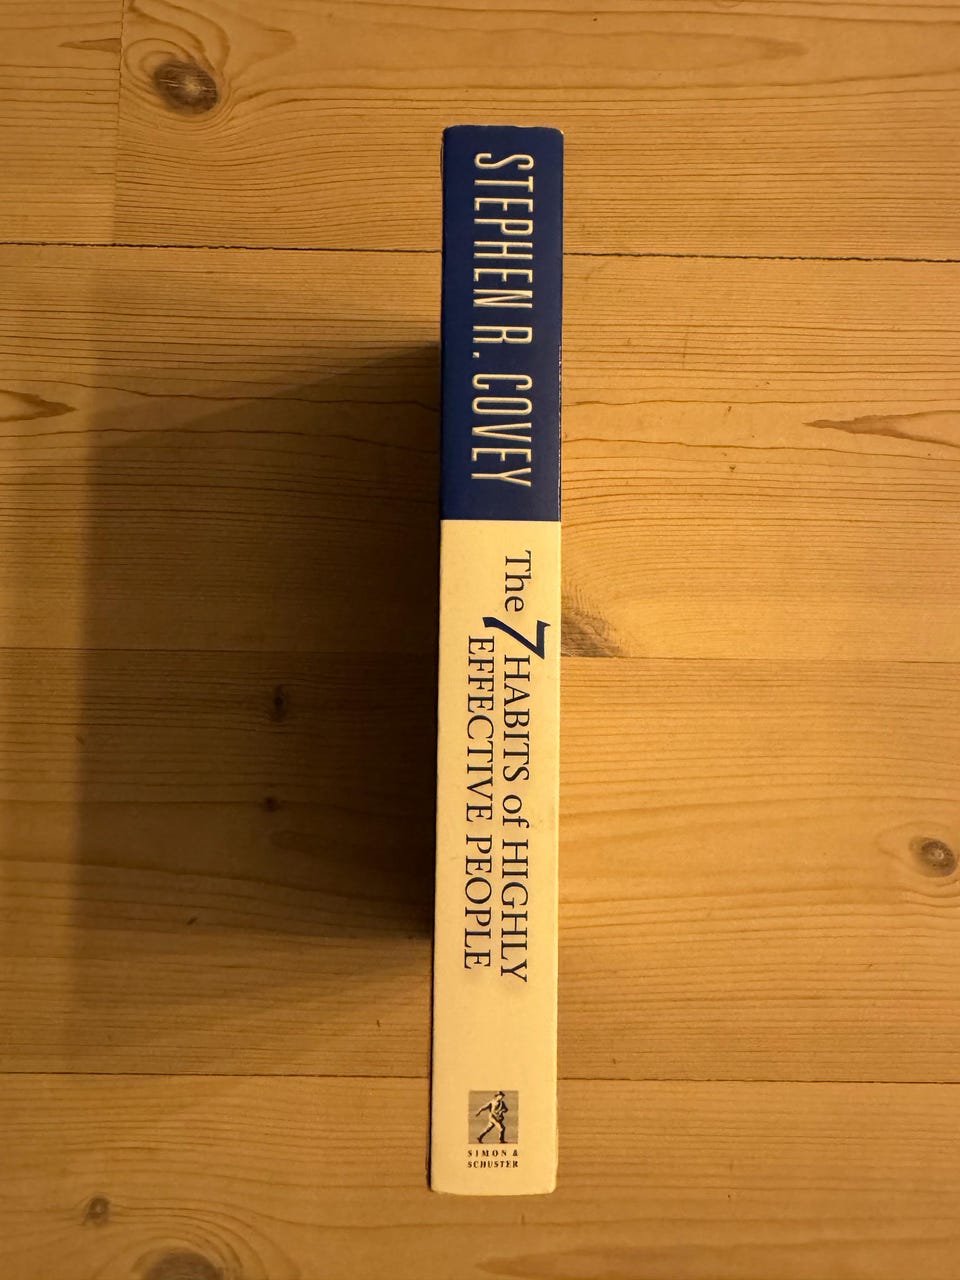 STEPHEN R. COVEY
The 7 HABITS of HIGHLY
EFFECTIVE PEOPLE
SIMON &
SCHUSTER